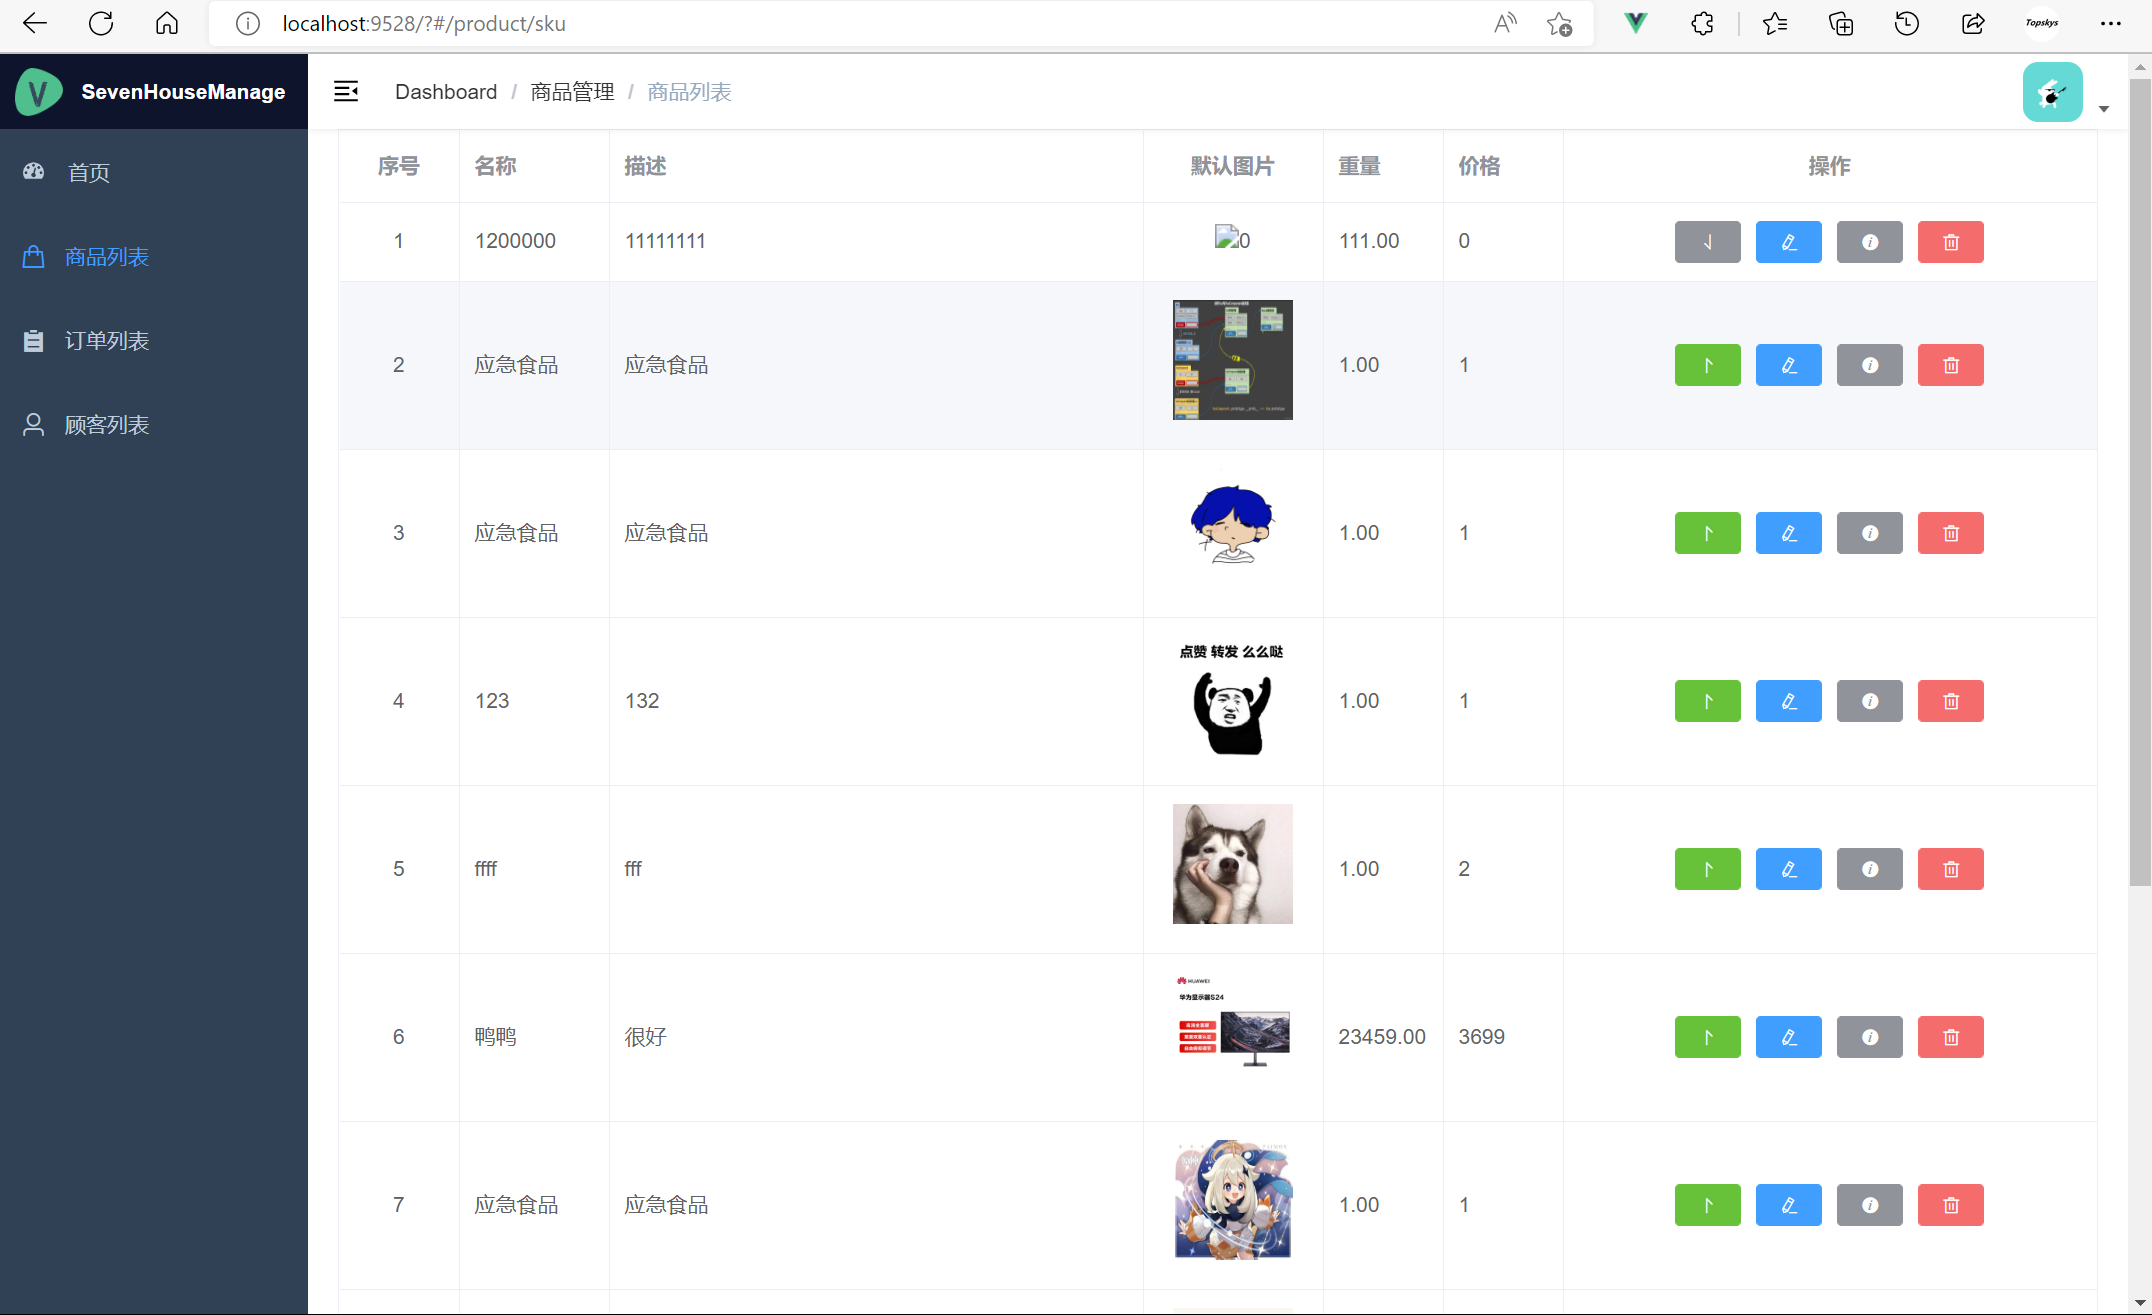 localhost:9528/?#/product/sku
Topskys
SevenHouseManage
Dashboard / 商品管理 / 商品列表
首页
商品列表
订单列表
顾客列表
序号 名称 描述 默认图片 重量 价格 操作
1 1200000 11111111 0 111.00 0
2 应急食品 应急食品 1.00 1
3 应急食品 应急食品 1.00 1
点赞 转发 么么哒
4 123 132 1.00 1
5 ffff fff 1.00 2
HUAWEI
华为显示器S24
6 鸭鸭 很好 23459.00 3699
7 应急食品 应急食品 1.00 1